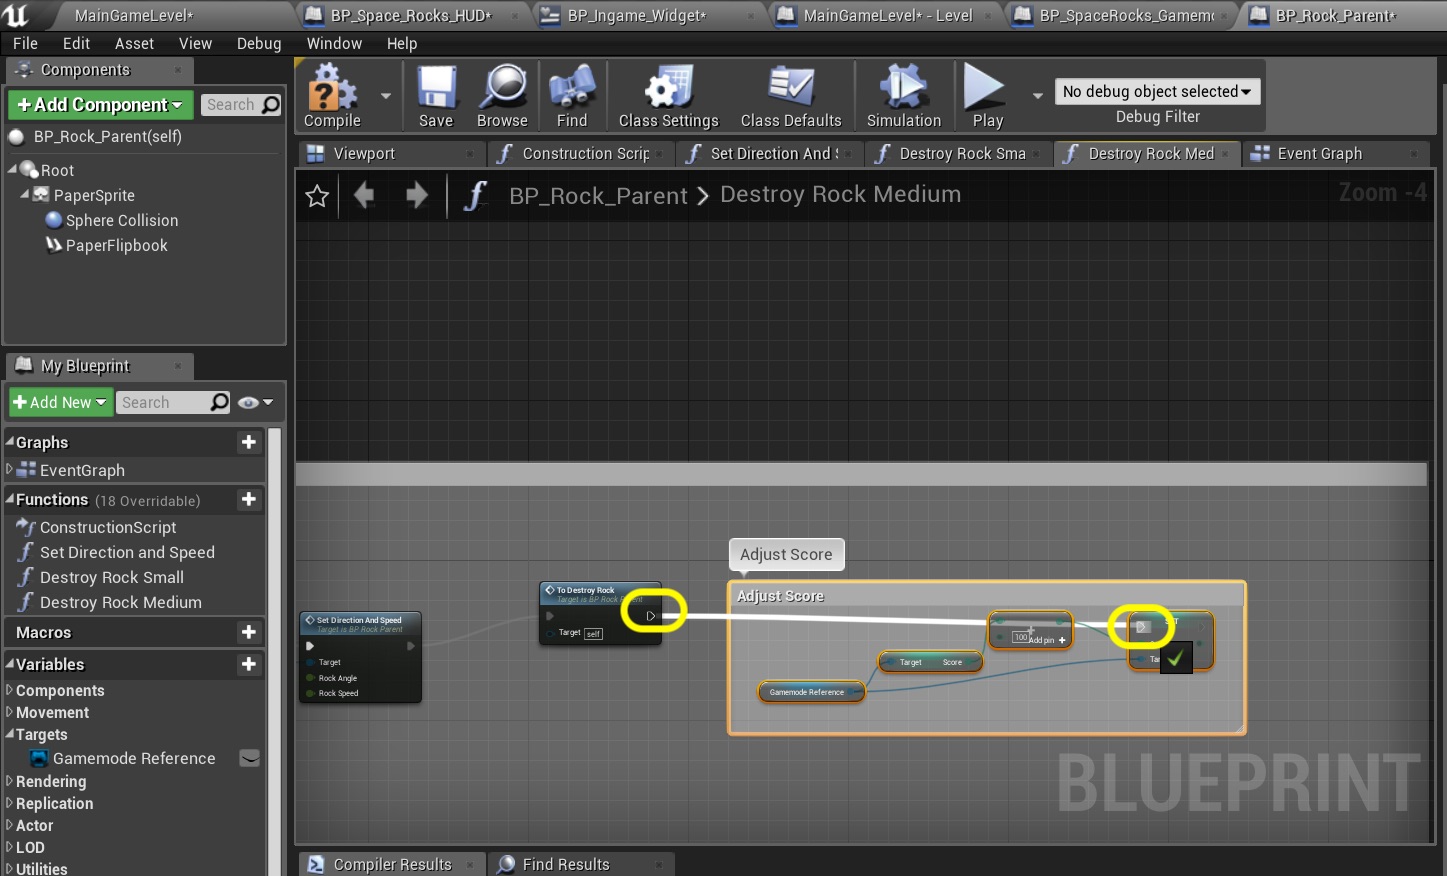 MainGameLevel*
BP_Space_Rocks_HUD*
BP_Ingame_Widget*
MainGameLevel* - Level
BP_SpaceRocks_Gamem
BP_Rock_Parent*
File Edit Asset View Debug Window Help
Components
+Add Component
Search
BP_Rock_Parent(self)
Root
PaperSprite
Sphere Collision
PaperFlipbook
Compile
Save
Browse
Find
Class Settings
Class Defaults
Simulation
Play
No debug object selected
Debug Filter
Viewport
Construction Scrip
Set Direction And
Destroy Rock Sma
Destroy Rock Med
Event Graph
BP_Rock_Parent > Destroy Rock Medium
Zoom -4
My Blueprint
+Add New
Search
Graphs
EventGraph
Functions (18 Overridable)
ConstructionScript
Set Direction and Speed
Destroy Rock Small
Destroy Rock Medium
Macros
Variables
Components
Movement
Targets
Gamemode Reference
Rendering
Replication
Actor
LOD
Utilities
Set Direction And Speed
Target is BP Rock Parent
Target
Rock Angle
Rock Speed
To Destroy Rock
Target is BP Rock Parent
Target self
Adjust Score
Adjust Score
100
Add pin +
Target Score
Gamemode Reference
SET
Tar
BLUEPRINT
Compiler Results
Find Results